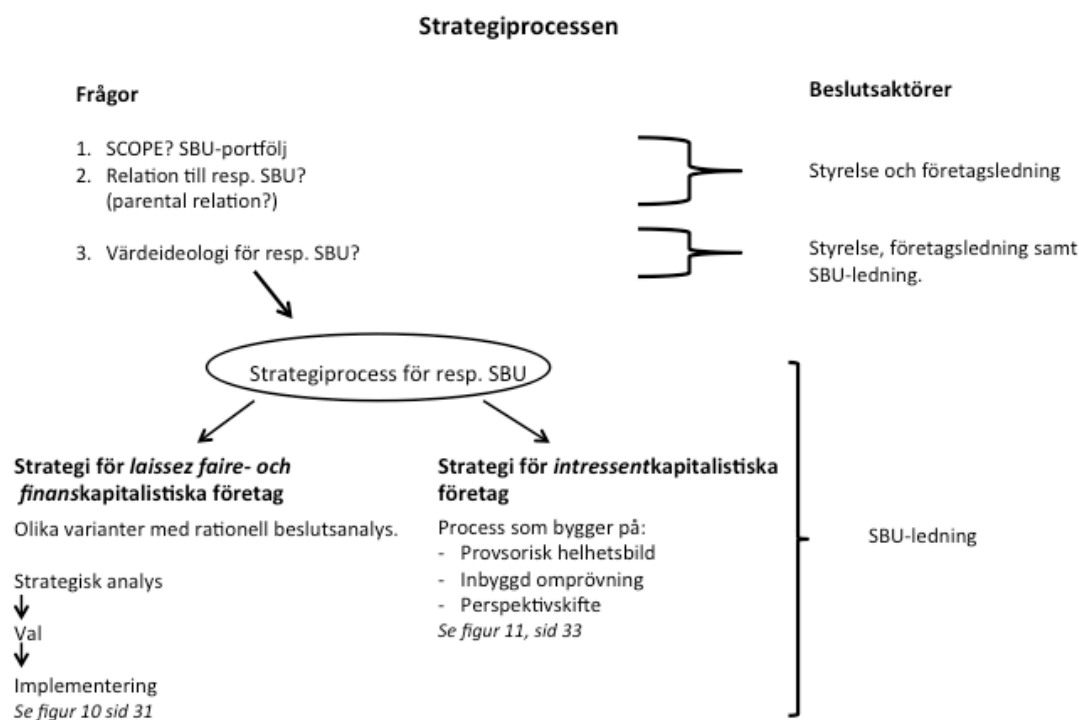 Strategiprocessen
Frågor
Beslutsaktörer
1. SCOPE? SBU-portfölj
2. Relation till resp. SBU?
(parental relation?)
Styrelse och företagsledning
3. Värdeideologi för resp. SBU?
Styrelse, företagsledning samt
SBU-ledning.
Strategiprocess för resp. SBU
Strategi för laissez faire- och
finanskapitalistiska företag
Olika varianter med rationell beslutsanalys.
Strategisk analys
Val
Implementering
Se figur 10 sid 31
Strategi för intressentkapitalistiska
företag
Process som bygger på:
- Provsorisk helhetsbild
- Inbyggd omprövning
- Perspektivskifte
Se figur 11, sid 33
SBU-ledning